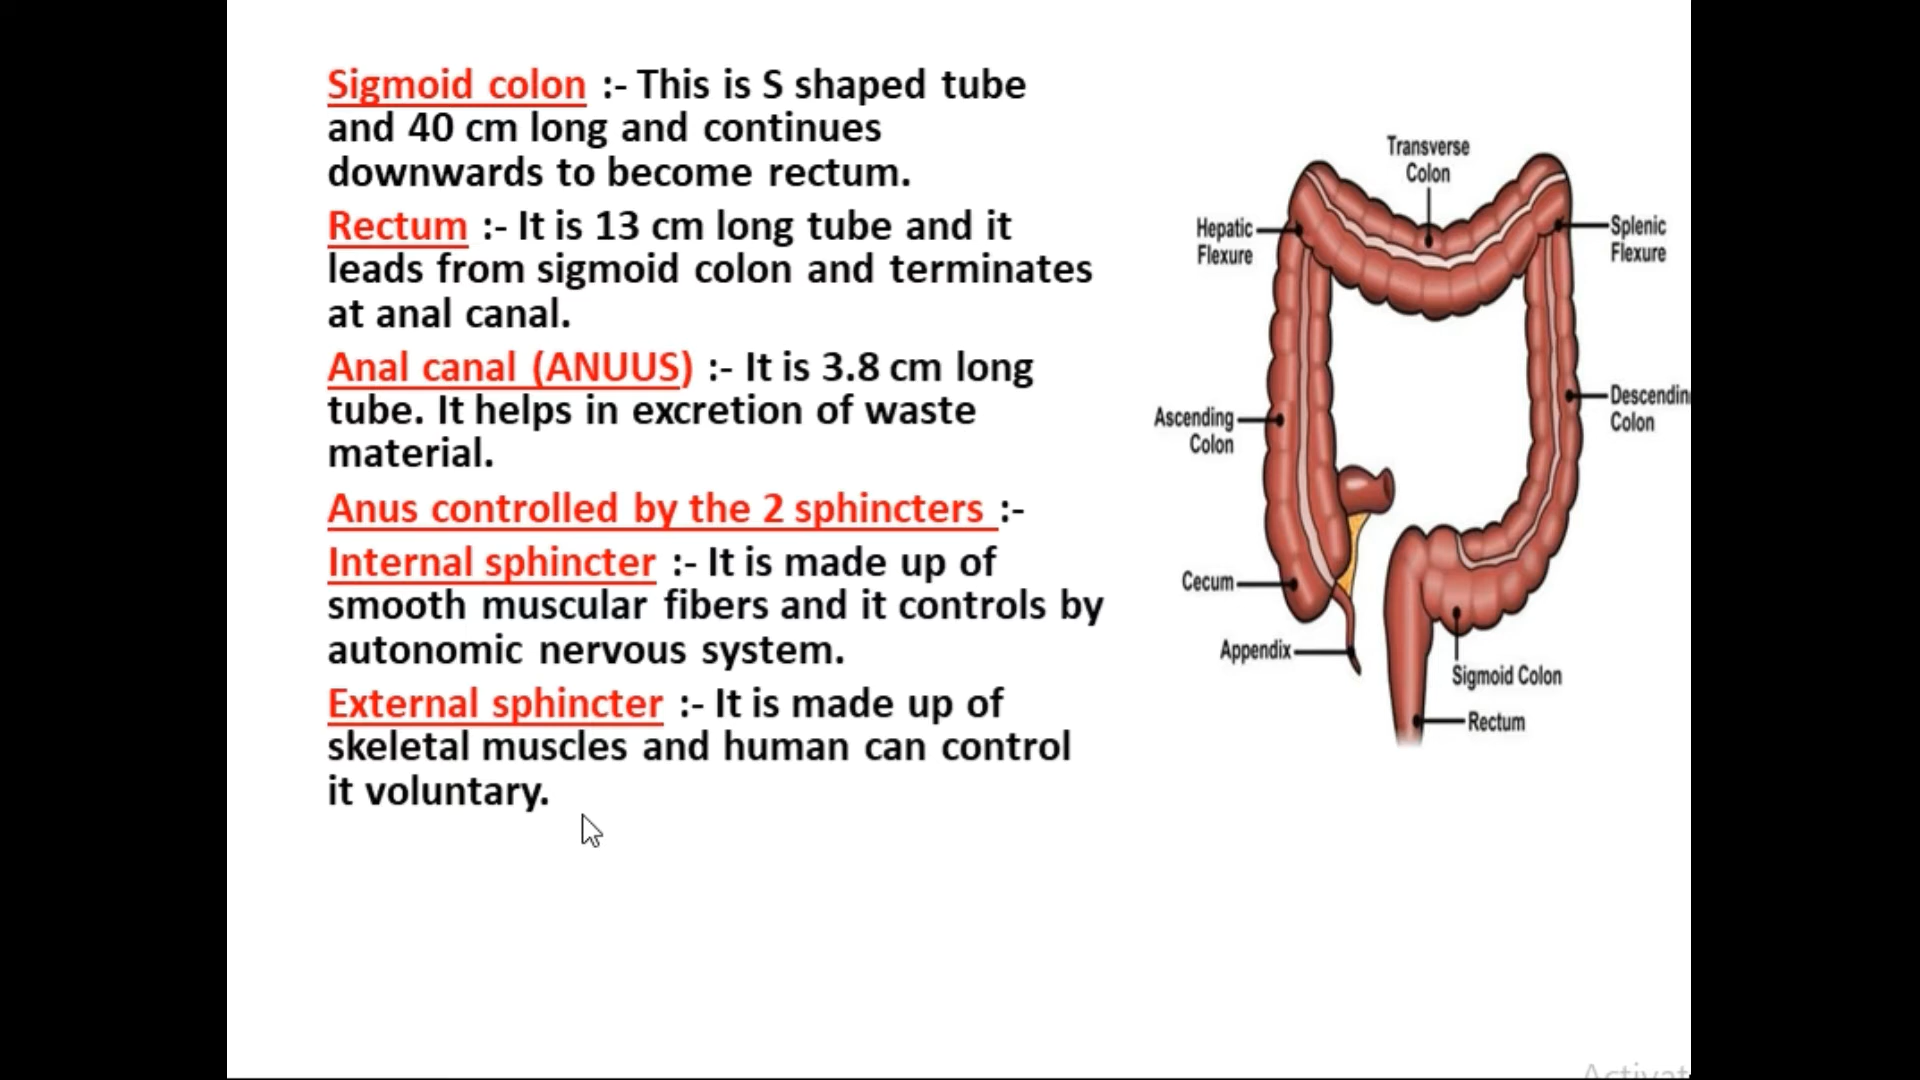 Sigmoid colon :- This is S shaped tube
and 40 cm long and continues
downwards to become rectum.
Rectum :- It is 13 cm long tube and it
leads from sigmoid colon and terminates
at anal canal.
Anal canal (ANUUS) :- It is 3.8 cm long
tube. It helps in excretion of waste
material.
Anus controlled by the 2 sphincters :-
Internal sphincter :- It is made up of
smooth muscular fibers and it controls by
autonomic nervous system.
External sphincter :- It is made up of
skeletal muscles and human can control
it voluntary.
Transverse
Colon
Hepatic
Flexure
Splenic
Flexure
Ascending
Colon
Descendin
Colon
Cecum
Appendix
Sigmoid Colon
Rectum
Activat